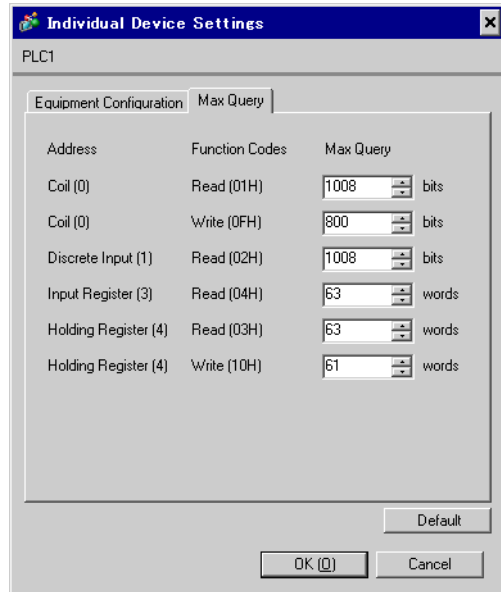 Individual Device Settings
PLC1
Equipment Configuration Max Query
Address Function Codes Max Query
Coil (0) Read (01H) 1008 bits
Coil (0) Write (0FH) 800 bits
Discrete Input (1) Read (02H) 1008 bits
Input Register (3) Read (04H) 63 words
Holding Register (4) Read (03H) 63 words
Holding Register (4) Write (10H) 61 words
Default
OK (O) Cancel